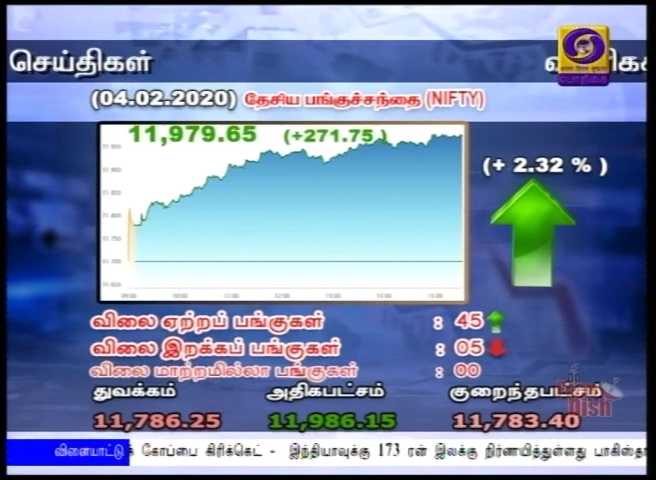 செய்திகள்
பொதிகை
(04.02.2020) தேசிய பங்குச்சந்தை (NIFTY)
11,979.65 (+271.75)
(+ 2.32 %)
விலை ஏற்றப் பங்குகள் : 45
விலை இறக்கப் பங்குகள் : 05
விலை மாற்றமில்லா பங்குகள் : 00
துவக்கம் அதிகபட்சம் குறைந்தபட்சம்
11,786.25 11,986.15 11,783.40
Dish
விளையாட்டு கோப்பை கிரிக்கெட் - இந்தியாவுக்கு 173 ரன் இலக்கு நிர்ணயித்துள்ளது